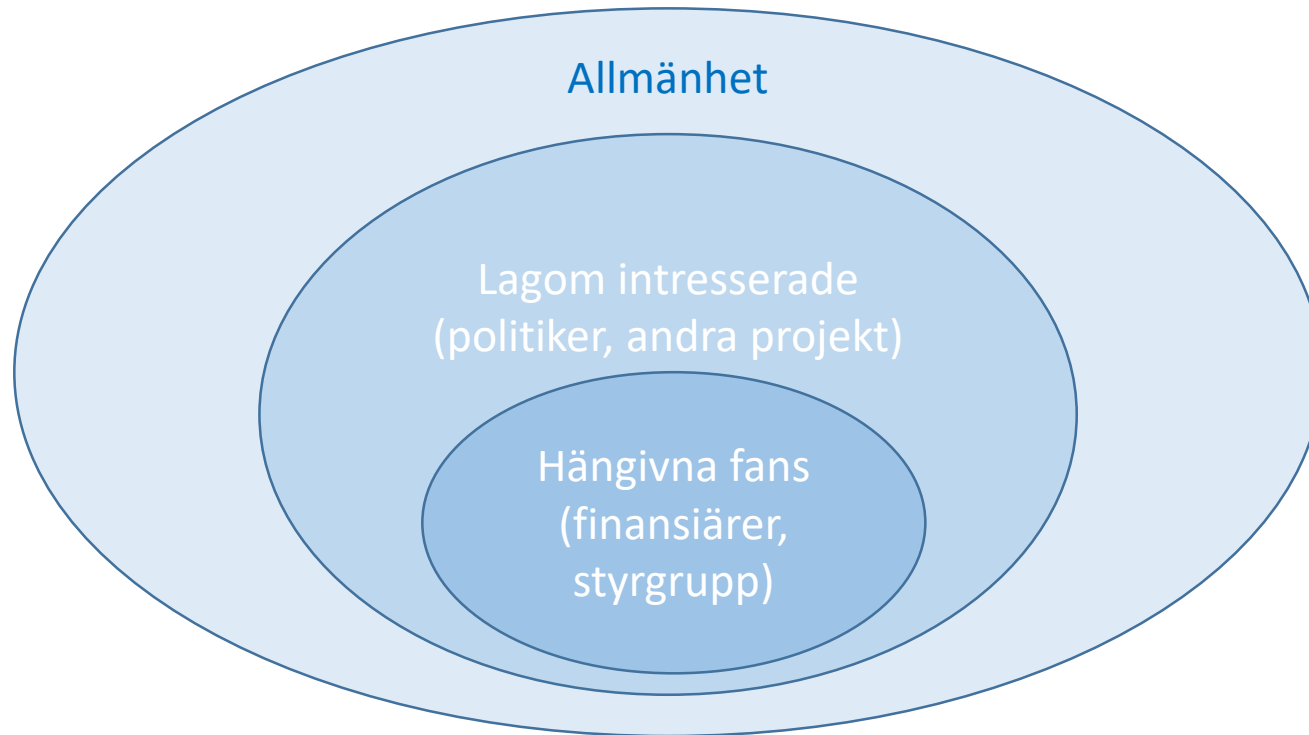 Allmänhet
Lagom intresserade
(politiker, andra projekt)
Hängivna fans
(finansiärer,
styrgrupp)